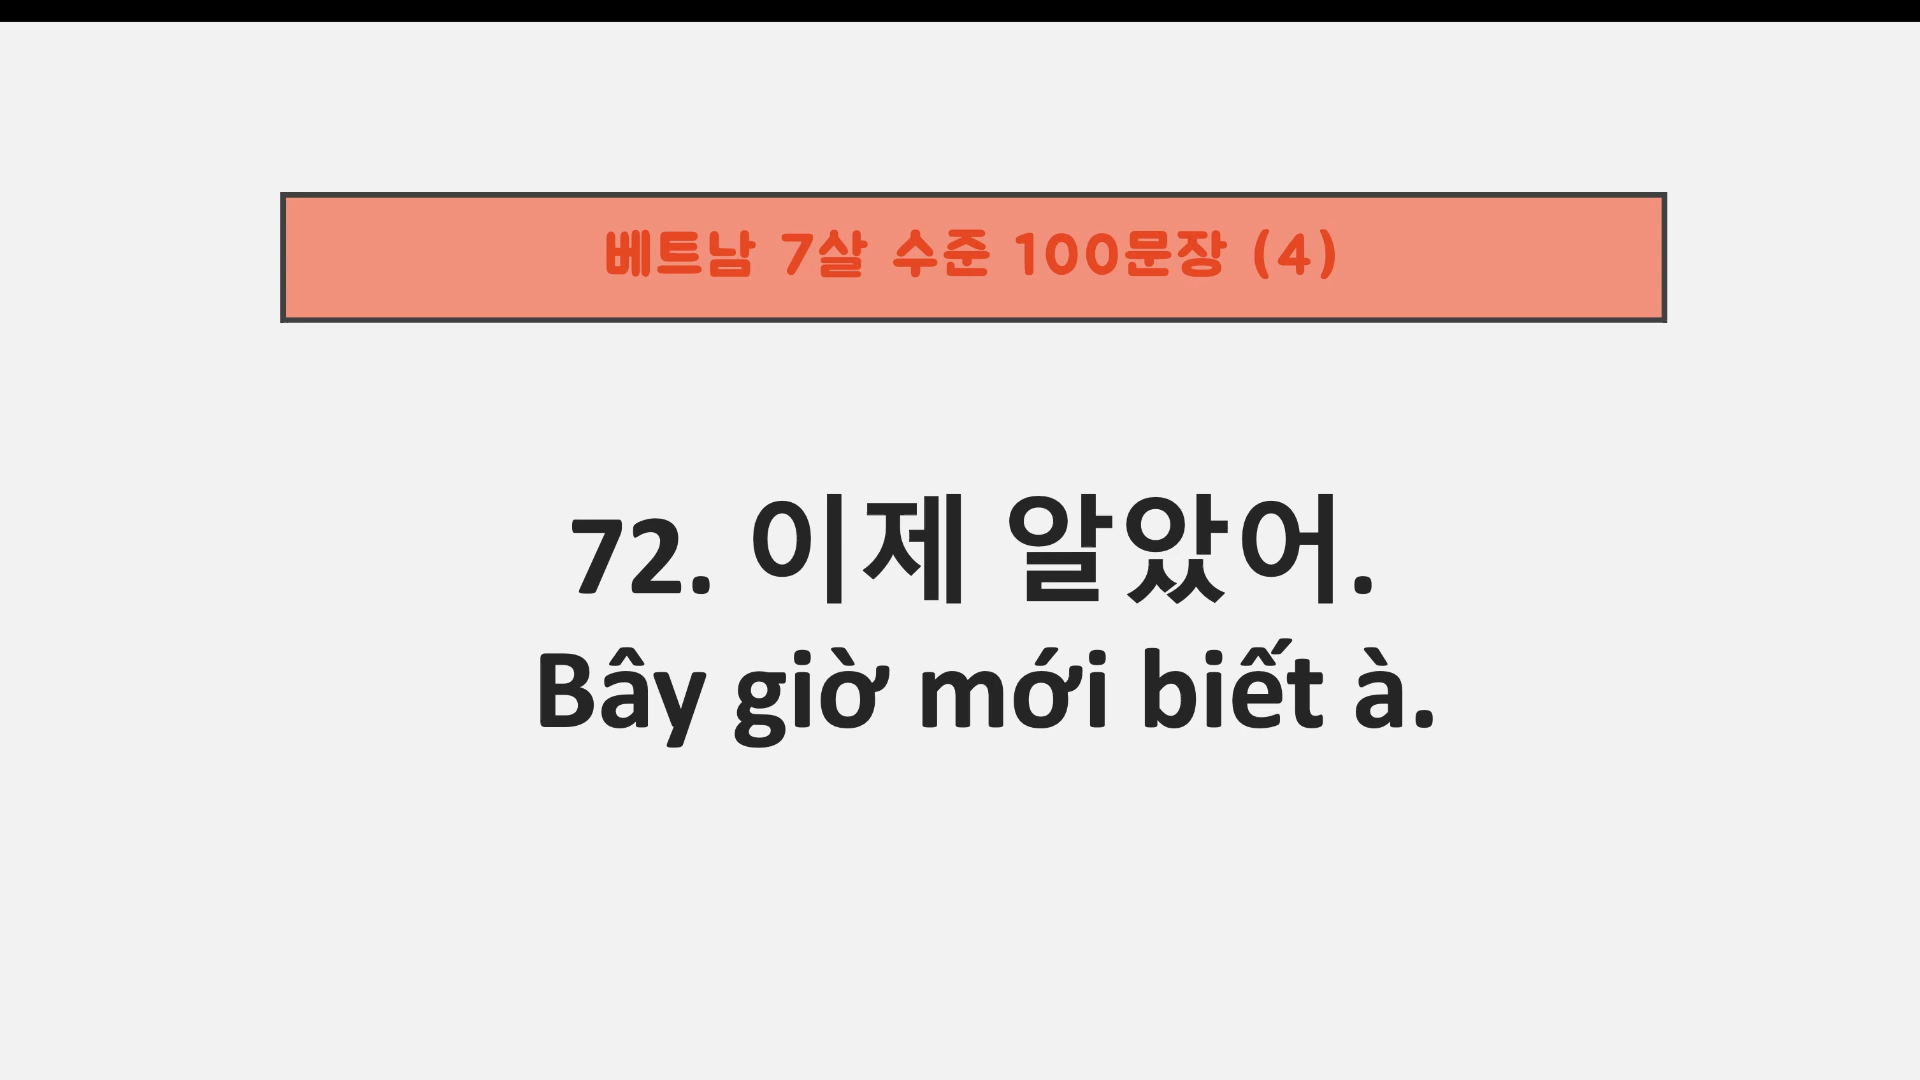 베트남 7살 수준 100문장 (4)
72. 이제 알았어.
Bây giờ mới biết à.